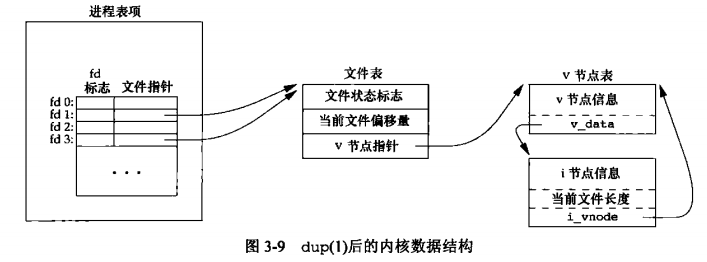 进程表项
fd
标志 文件指针
fd 0:
fd 1:
fd 2:
fd 3:
...
文件表
文件状态标志
当前文件偏移量
v 节点指针
v 节点表
v 节点信息
v_data
i 节点信息
当前文件长度
i_vnode
图 3-9 dup(1)后的内核数据结构